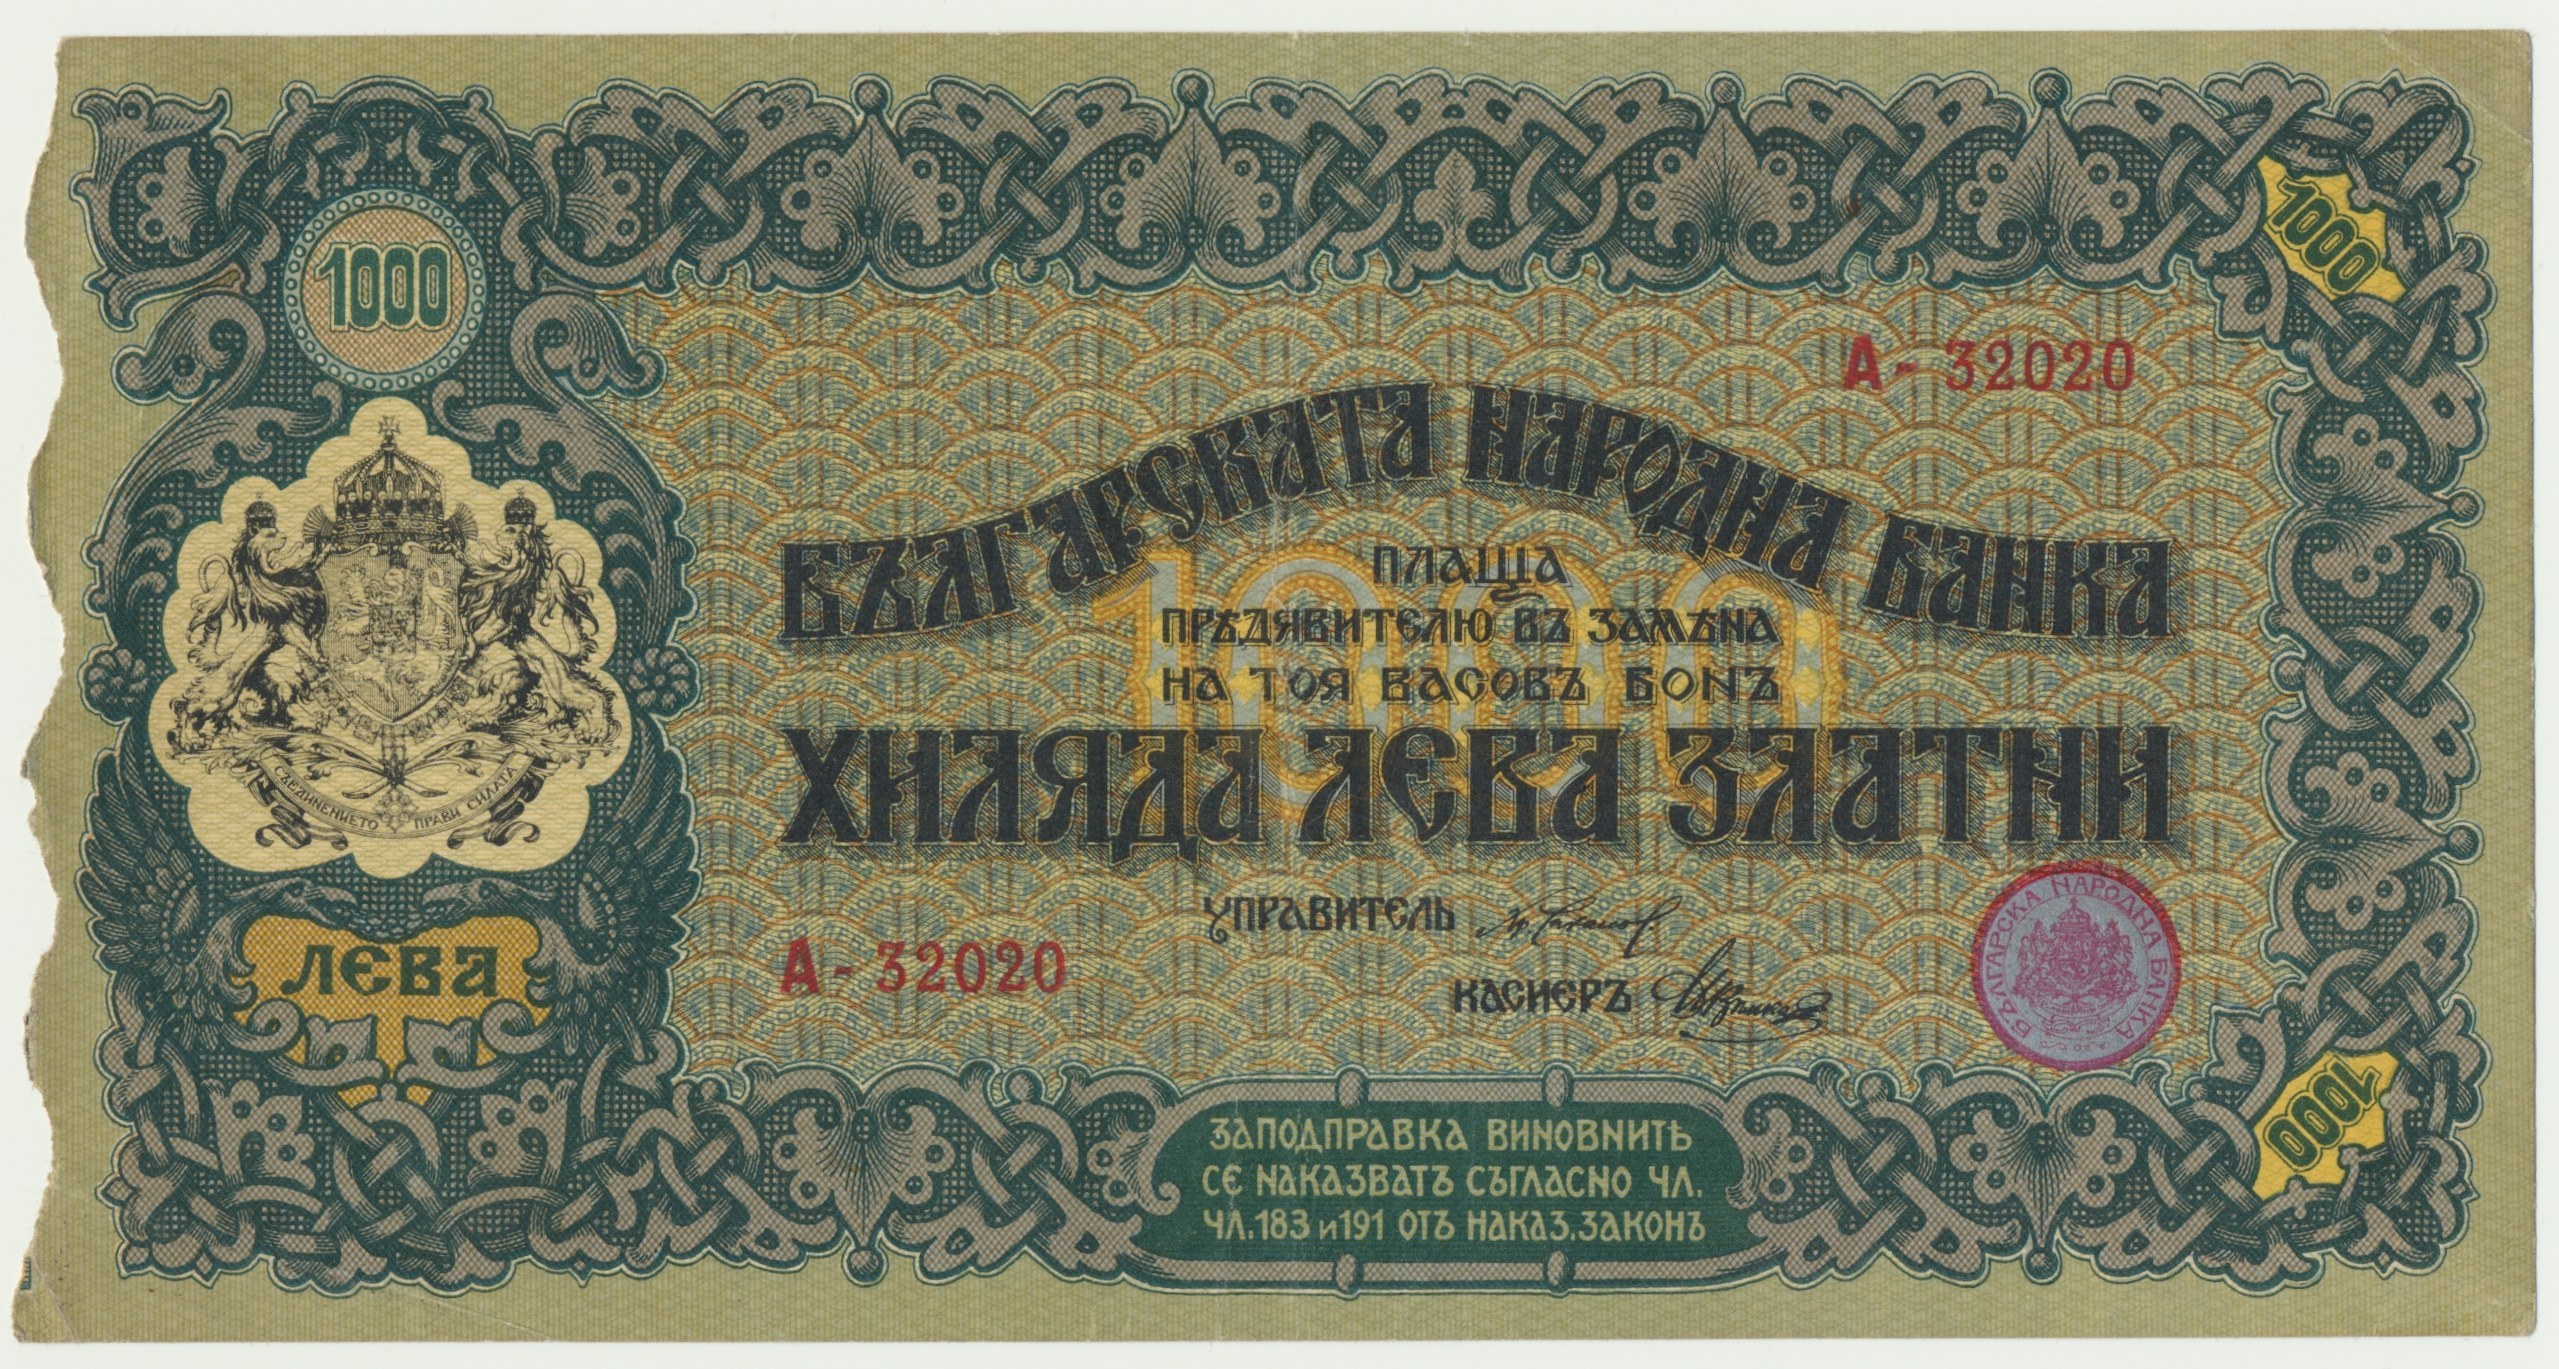 1000
1000
А - 32020
БЪЛГАРСКАТА НАРОДНА БАНКА
ПЛАЩА
ПРѢДЯВИТЕЛЮ ВЪ ЗАМѢНА
НА ТОЯ КАСОВЪ БОНЪ
1000
ХИЛЯДА ЛЕВА ЗЛАТНИ
СЪЕДИНЕНИЕТО ПРАВИ СИЛАТА
ЛЕВА
УПРАВИТЕЛЬ
А - 32020
КАСИЕРЪ
БЪЛГАРСКА НАРОДНА БАНКА
ЗА ПОДПРАВКА ВИНОВНИТѢ
СЕ НАКАЗВАТЪ СЪГЛАСНО ЧЛ.
ЧЛ. 183 и 191 ОТЪ НАКАЗ. ЗАКОНЪ
1000